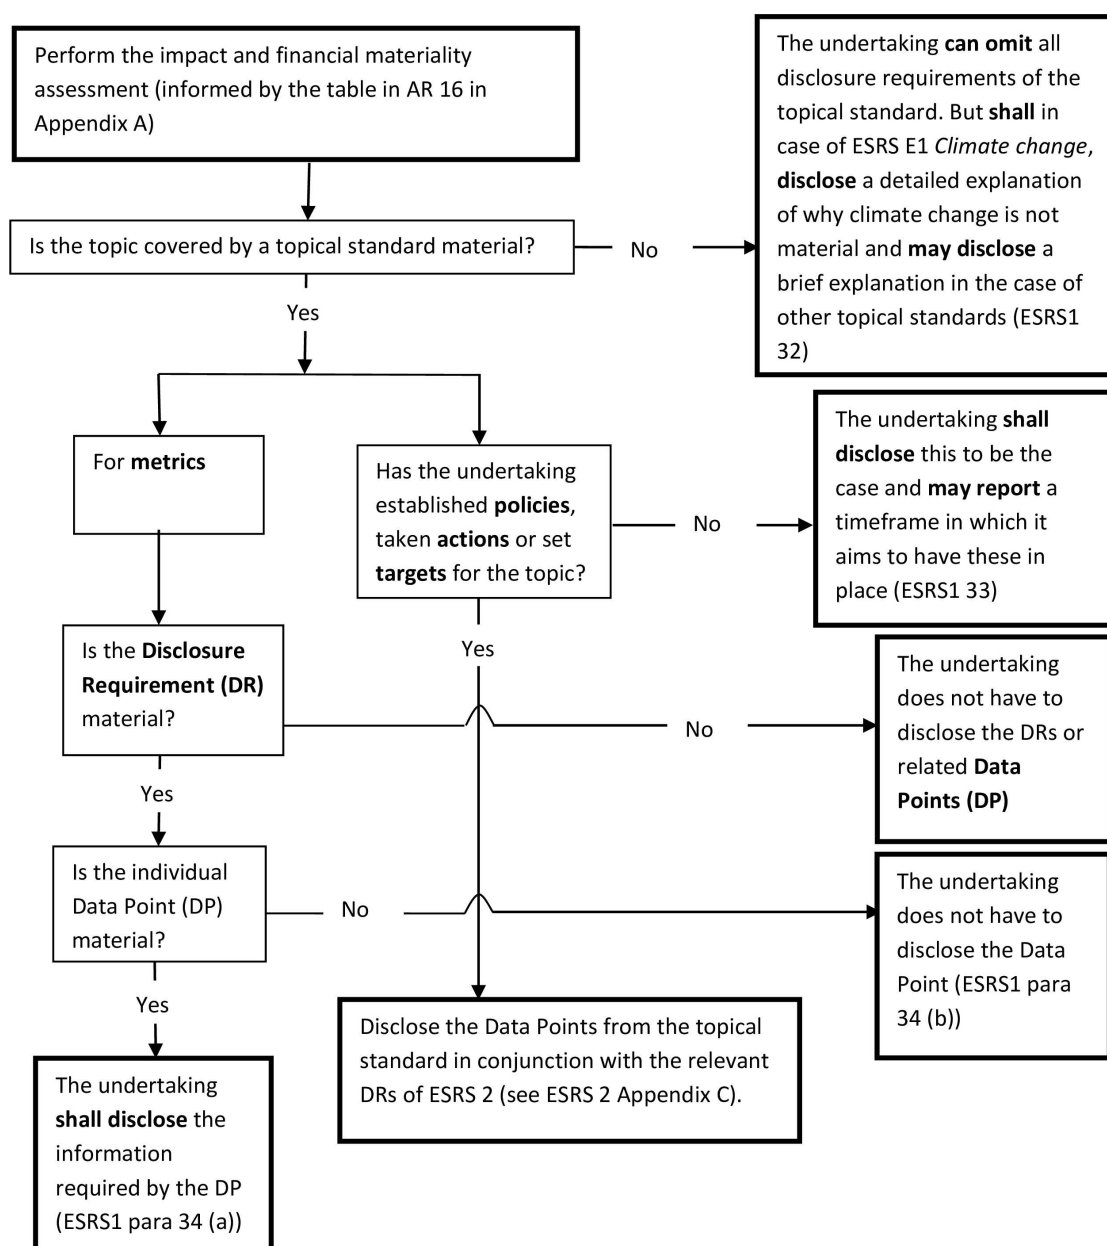 Perform the impact and financial materiality
assessment (informed by the table in AR 16 in
Appendix A)
The undertaking can omit all
disclosure requirements of the
topical standard. But shall in
case of ESRS E1 Climate change,
disclose a detailed explanation
of why climate change is not
material and may disclose a
brief explanation in the case of
other topical standards (ESRS1
32)
Is the topic covered by a topical standard material?
No
Yes
For metrics
Has the undertaking
established policies,
taken actions or set
targets for the topic?
No
The undertaking shall
disclose this to be the
case and may report a
timeframe in which it
aims to have these in
place (ESRS1 33)
Yes
Is the Disclosure
Requirement (DR)
material?
No
The undertaking
does not have to
disclose the DRs or
related Data
Points (DP)
Yes
Is the individual
Data Point (DP)
material?
No
The undertaking
does not have to
disclose the Data
Point (ESRS1 para
34 (b))
Yes
Disclose the Data Points from the topical
standard in conjunction with the relevant
DRs of ESRS 2 (see ESRS 2 Appendix C).
The undertaking
shall disclose the
information
required by the DP
(ESRS1 para 34 (a))